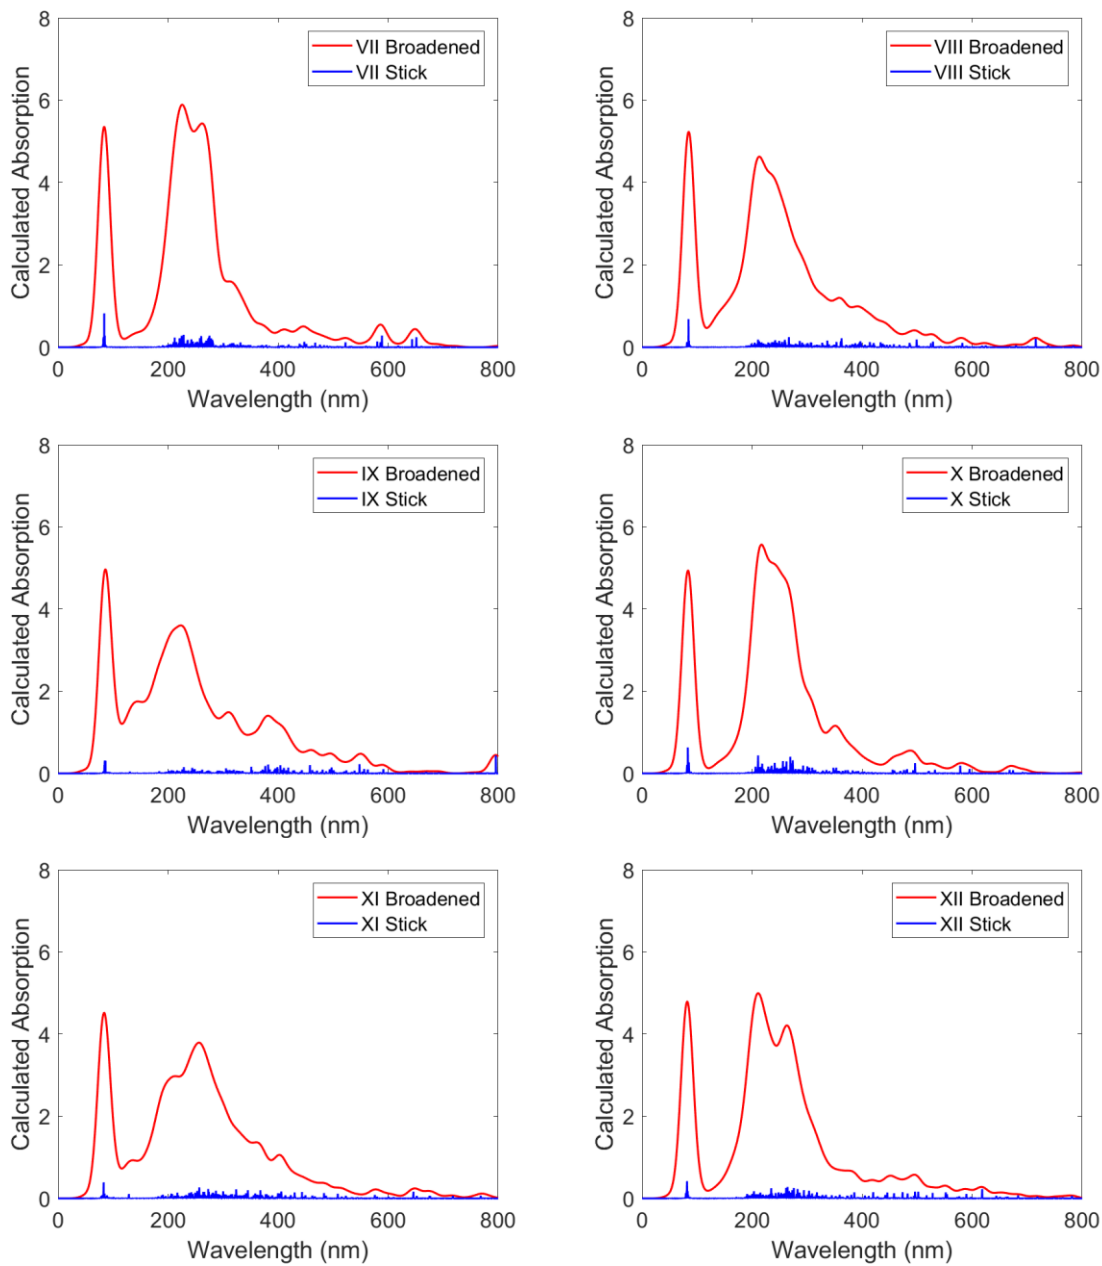 8
6
4
2
0
0 200 400 600 800
Calculated Absorption
Wavelength (nm)
VII Broadened
VII Stick
8
6
4
2
0
0 200 400 600 800
Calculated Absorption
Wavelength (nm)
VIII Broadened
VIII Stick
8
6
4
2
0
0 200 400 600 800
Calculated Absorption
Wavelength (nm)
IX Broadened
IX Stick
8
6
4
2
0
0 200 400 600 800
Calculated Absorption
Wavelength (nm)
X Broadened
X Stick
8
6
4
2
0
0 200 400 600 800
Calculated Absorption
Wavelength (nm)
XI Broadened
XI Stick
8
6
4
2
0
0 200 400 600 800
Calculated Absorption
Wavelength (nm)
XII Broadened
XII Stick